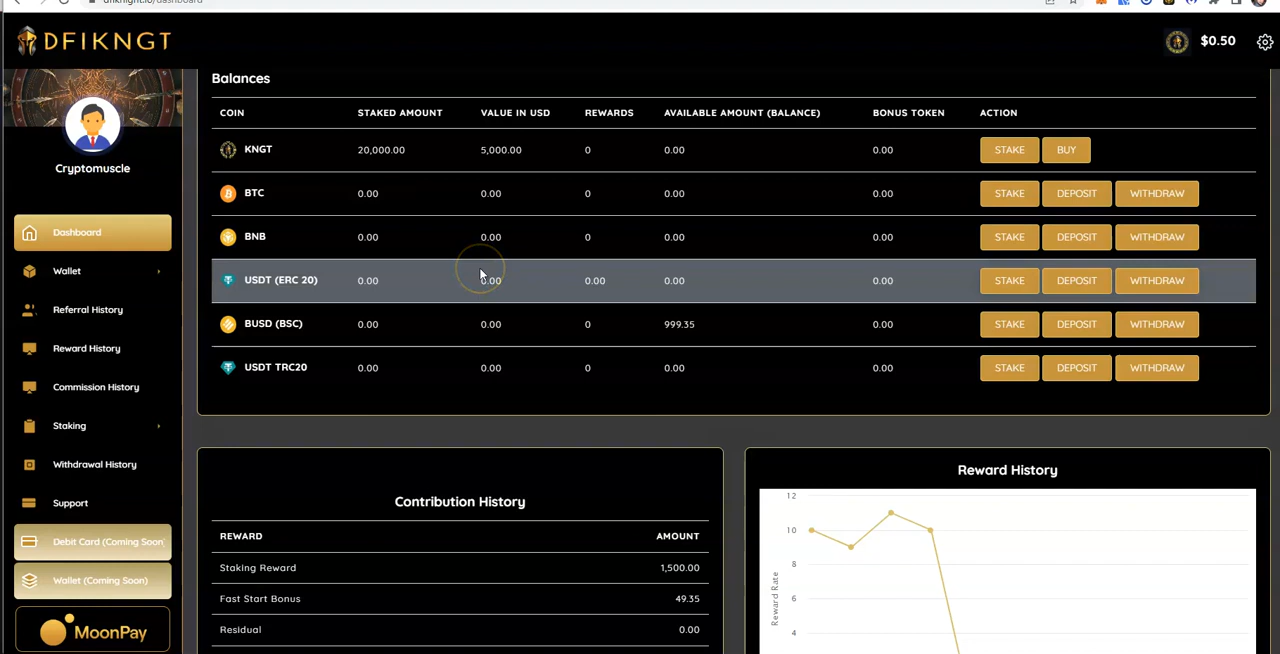 dfiknight.io/dashboard
DFIKNGT
$0.50
Balances
COIN STAKED AMOUNT VALUE IN USD REWARDS AVAILABLE AMOUNT (BALANCE) BONUS TOKEN ACTION
KNGT 20,000.00 5,000.00 0 0.00 0.00 STAKE BUY
BTC 0.00 0.00 0 0.00 0.00 STAKE DEPOSIT WITHDRAW
BNB 0.00 0.00 0 0.00 0.00 STAKE DEPOSIT WITHDRAW
USDT (ERC 20) 0.00 0.00 0.00 0.00 0.00 STAKE DEPOSIT WITHDRAW
BUSD (BSC) 0.00 0.00 0 999.35 0.00 STAKE DEPOSIT WITHDRAW
USDT TRC20 0.00 0.00 0 0.00 0.00 STAKE DEPOSIT WITHDRAW
Cryptomuscle
Dashboard
Wallet
Referral History
Reward History
Commission History
Staking
Withdrawal History
Support
Debit Card (Coming Soon)
Wallet (Coming Soon)
MoonPay
Contribution History
REWARD AMOUNT
Staking Reward 1,500.00
Fast Start Bonus 49.35
Residual 0.00
Reward History
12
10
8
6
4
Reward Rate